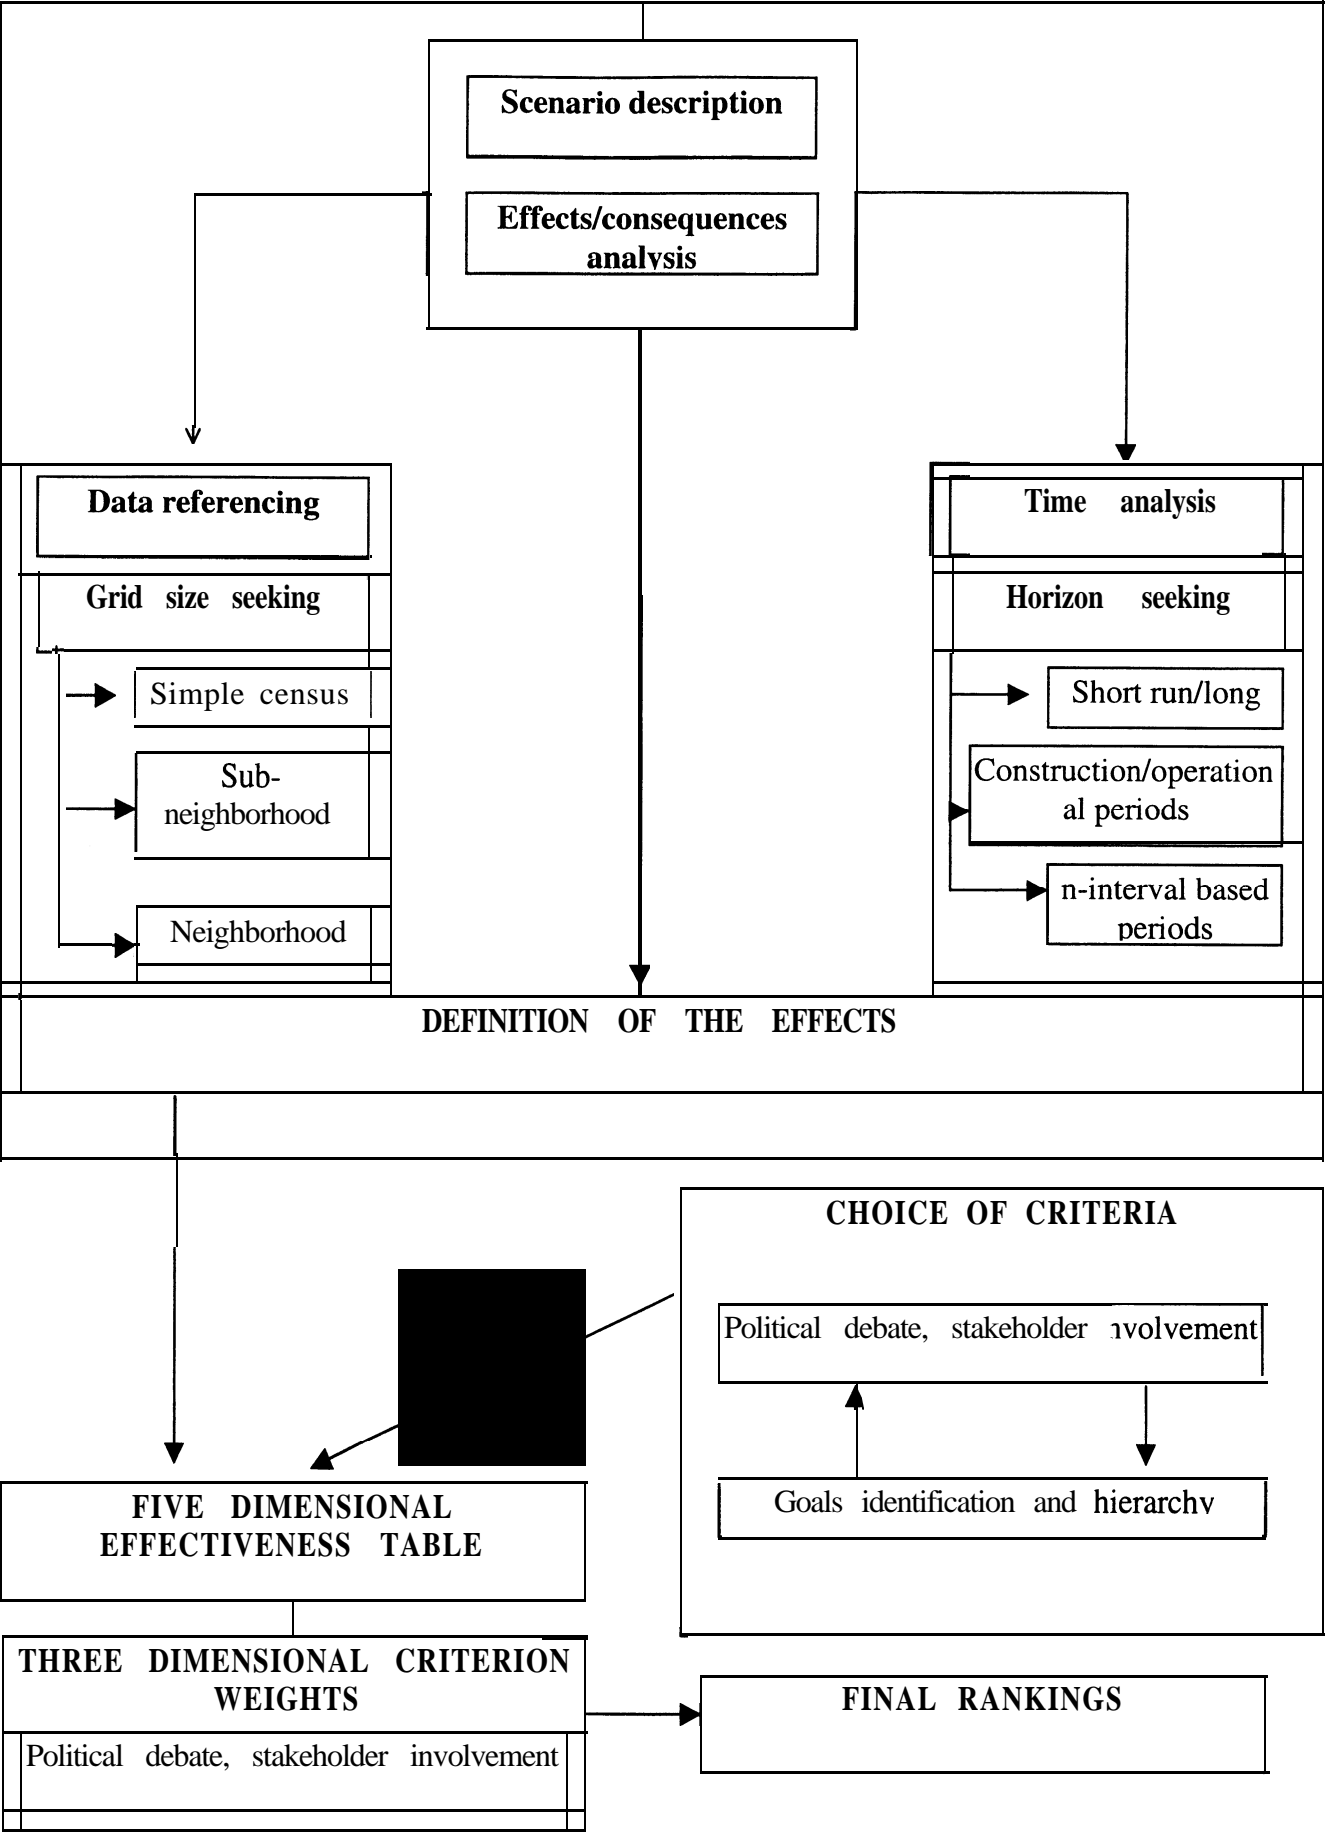 Scenario description
Effects/consequences
analysis
Data referencing
Grid size seeking
Simple census
Sub-
neighborhood
Neighborhood
Time analysis
Horizon seeking
Short run/long
Construction/operation
al periods
n-interval based
periods
DEFINITION OF THE EFFECTS
CHOICE OF CRITERIA
Political debate, stakeholder nvolvement
Goals identification and hierarchy
FIVE DIMENSIONAL
EFFECTIVENESS TABLE
THREE DIMENSIONAL CRITERION
WEIGHTS
Political debate, stakeholder involvement
FINAL RANKINGS